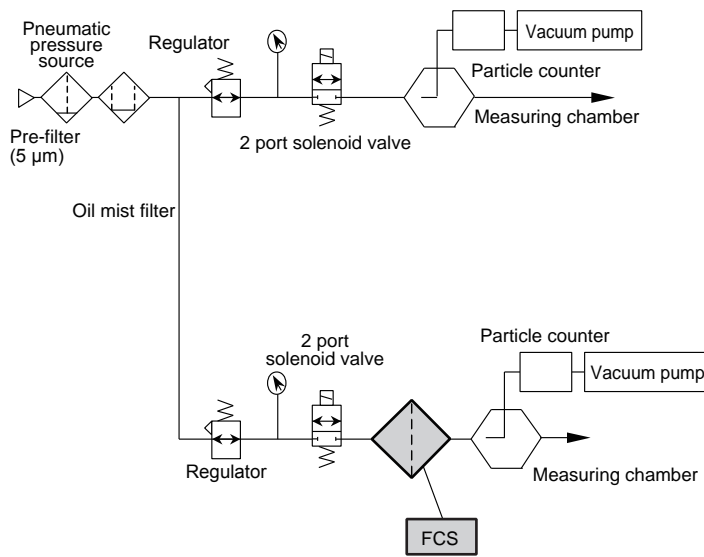 Pneumatic
pressure
source
Regulator
Vacuum pump
Particle counter
Measuring chamber
Pre-filter
(5 µm)
2 port solenoid valve
Oil mist filter
2 port
solenoid valve
Particle counter
Vacuum pump
Regulator
Measuring chamber
FCS